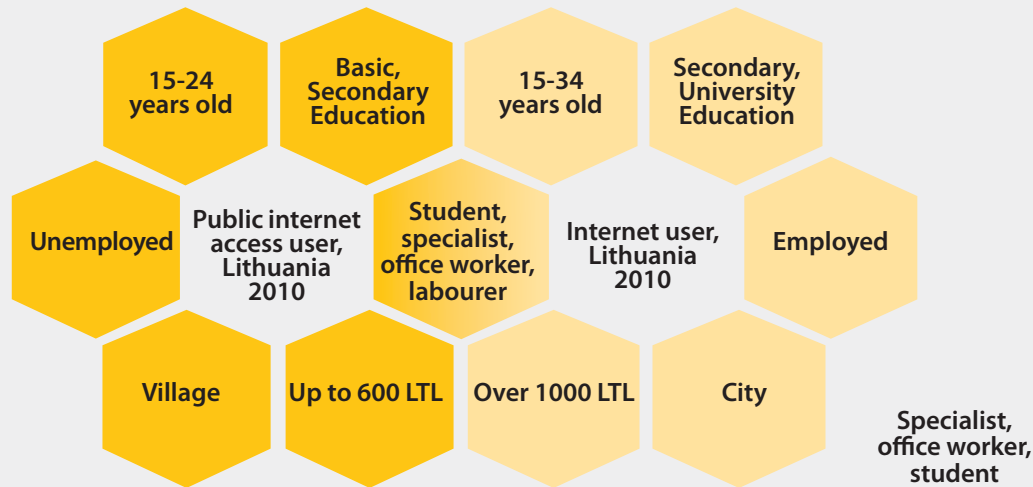 15-24
years old
Basic,
Secondary
Education
15-34
years old
Secondary,
University
Education
Unemployed
Public internet
access user,
Lithuania
2010
Student,
specialist,
office worker,
labourer
Internet user,
Lithuania
2010
Employed
Village
Up to 600 LTL
Over 1000 LTL
City
Specialist,
office worker,
student